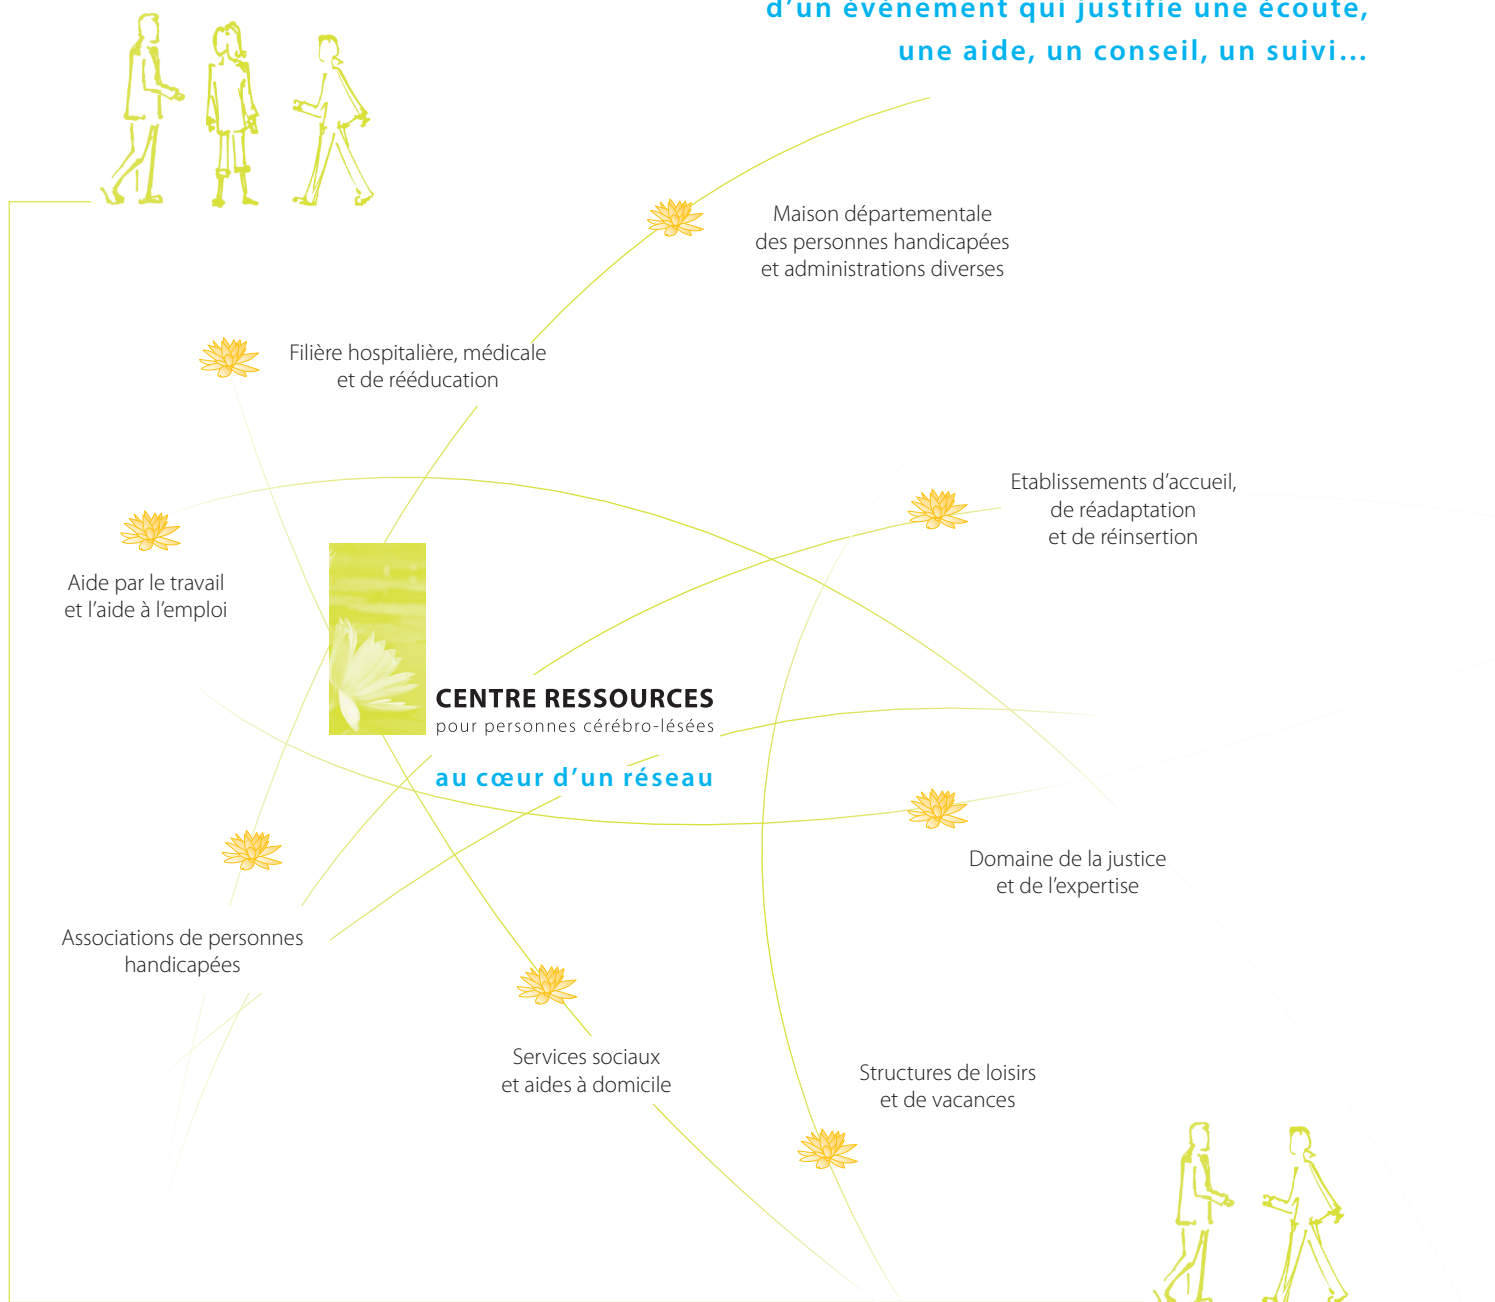 d’un événement qui justifie une écoute,
une aide, un conseil, un suivi...
Maison départementale
des personnes handicapées
et administrations diverses
Filière hospitalière, médicale
et de rééducation
Etablissements d’accueil,
de réadaptation
et de réinsertion
Aide par le travail
et l’aide à l’emploi
CENTRE RESSOURCES
pour personnes cérébro-lésées
au cœur d’un réseau
Domaine de la justice
et de l’expertise
Associations de personnes
handicapées
Services sociaux
et aides à domicile
Structures de loisirs
et de vacances